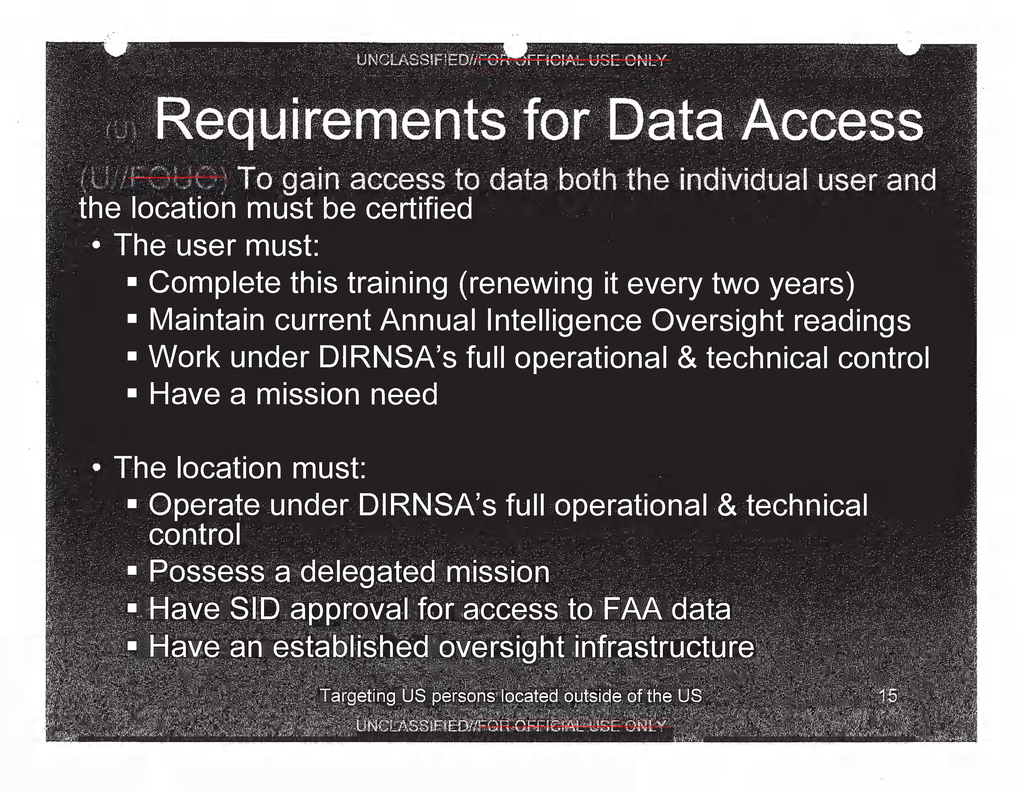 UNCLASSIFIED//FOR OFFICIAL USE ONLY
(U) Requirements for Data Access
(U//FOUO) To gain access to data both the individual user and
the location must be certified
• The user must:
▪ Complete this training (renewing it every two years)
▪ Maintain current Annual Intelligence Oversight readings
▪ Work under DIRNSA's full operational & technical control
▪ Have a mission need
• The location must:
▪ Operate under DIRNSA's full operational & technical
control
▪ Possess a delegated mission
▪ Have SID approval for access to FAA data
▪ Have an established oversight infrastructure
Targeting US persons located outside of the US 15
UNCLASSIFIED//FOR OFFICIAL USE ONLY